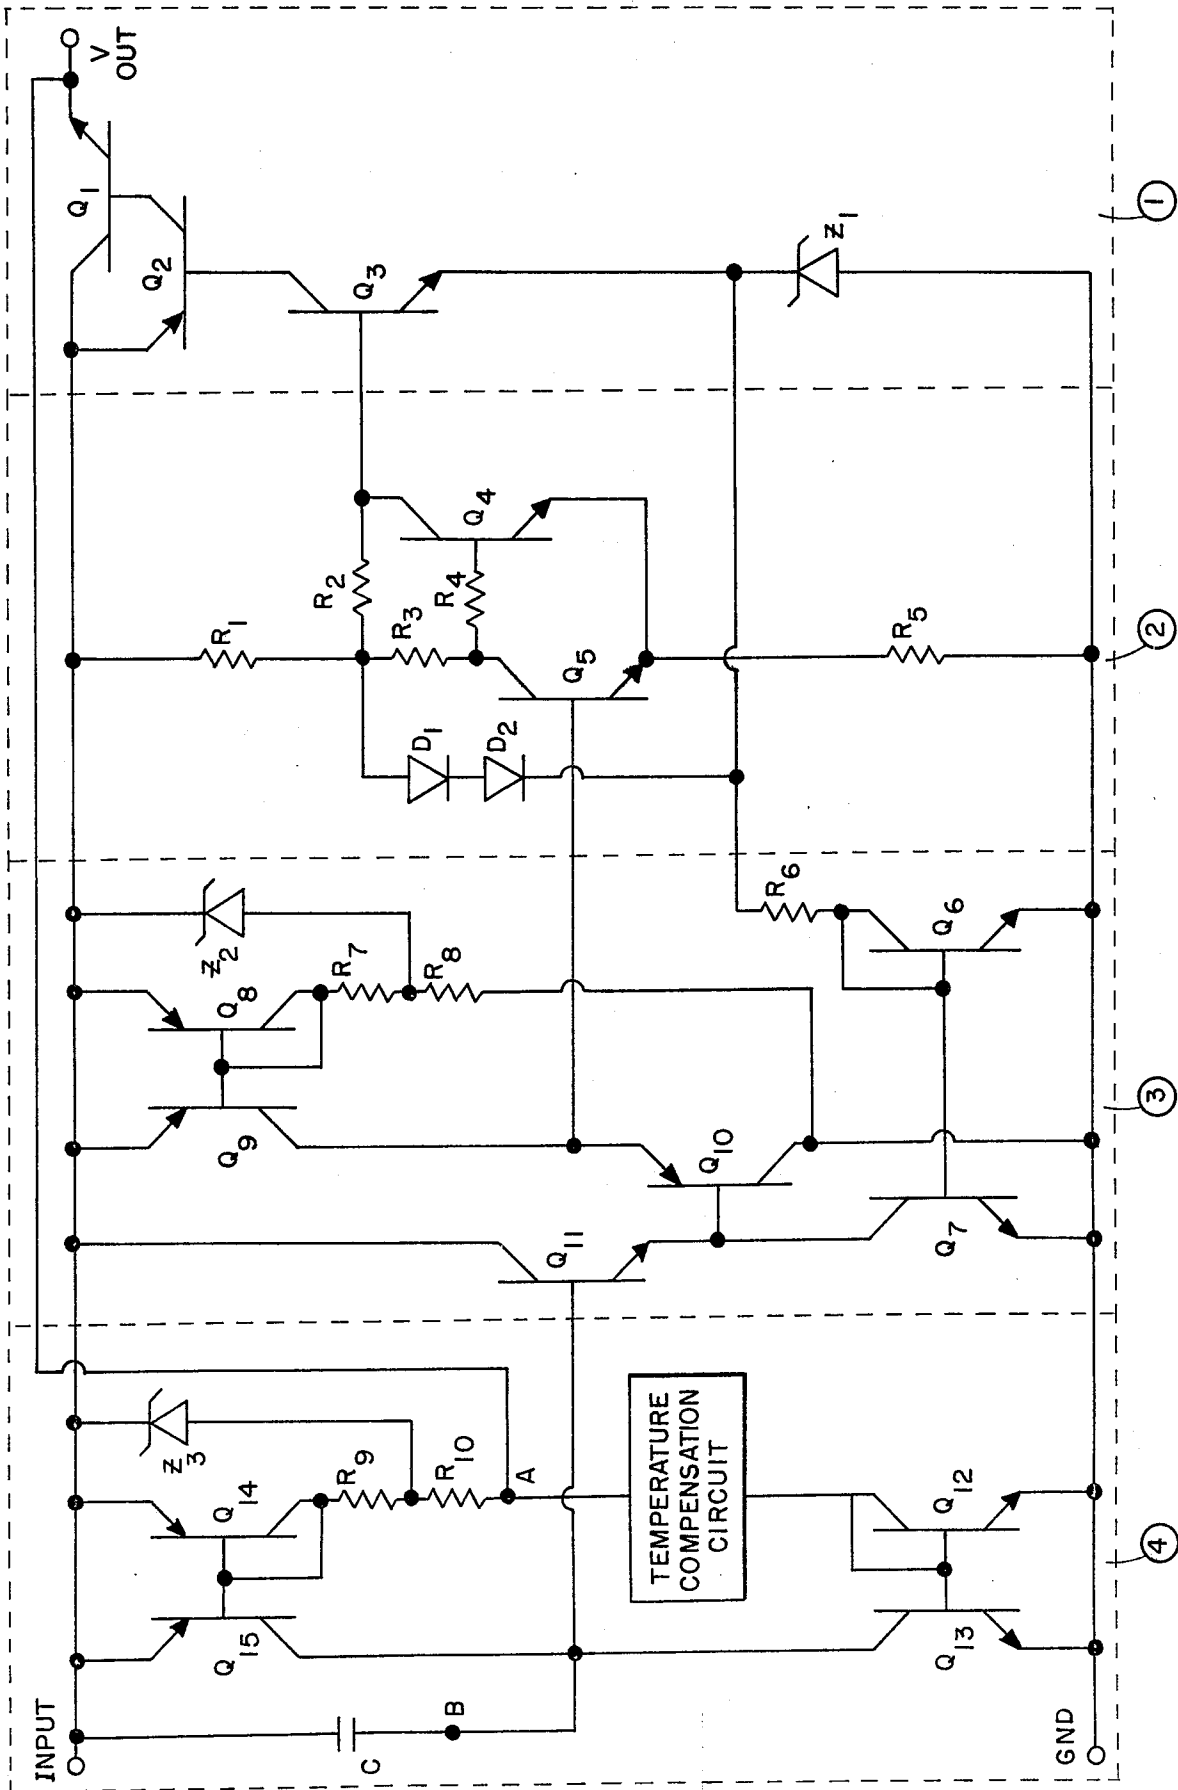 INPUT
C
B
Q15
Q14
Z3
R9
R10
A
TEMPERATURE
COMPENSATION
CIRCUIT
Q12
Q13
GND
4
Q11
Q9
Q8
Z2
R7
R8
Q10
Q7
Q6
R6
3
D1
D2
R1
R2
R3
R4
Q4
Q5
R5
2
Q1
Q2
Q3
Z1
V
OUT
1